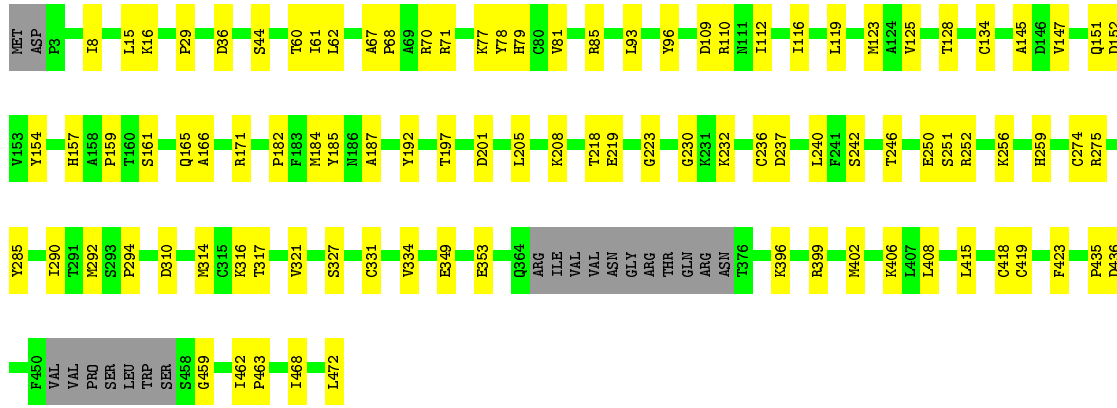 MET ASP P3 I8 L15 K16 P29 D36 S44 T60 I61 L62 A67 P68 A69 R70 R71 K77 Y78 H79 C80 V81 R85 L93 Y96 D109 R110 N111 I112 I116 L119 M123 A124 V125 T128 C134 A145 D146 V147 Q151 D152
V153 Y154 H157 A158 P159 T160 S161 Q165 A166 R171 P182 F183 M184 Y185 N186 A187 Y192 T197 D201 L205 K208 T218 E219 G223 G230 K231 K232 C236 D237 L240 F241 S242 T246 E250 S251 R252 K256 H259 C274 R275
Y285 I290 T291 M292 S293 P294 D310 M314 C315 K316 T317 V321 S327 C331 V334 E349 E353 Q364 ARG ILE VAL VAL ASN GLY ARG THR GLN ARG ASN T376 K396 R399 M402 K406 L407 L408 L415 C418 C419 F423 P435 D436
F450 VAL VAL PRO SER LEU TRP SER S458 G459 I462 P463 I468 L472